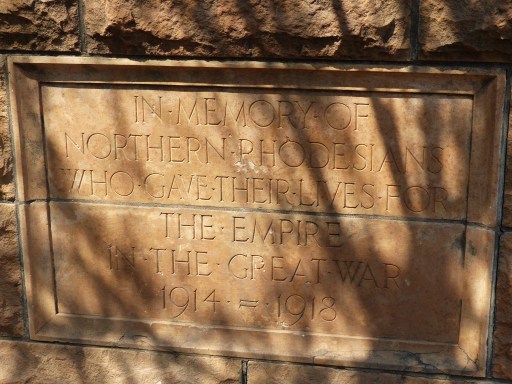 IN·MEMORY·OF
NORTHERN·RHODESIANS
WHO·GAVE·THEIR·LIVES·FOR
THE·EMPIRE
IN·THE·GREAT·WAR
1914·=·1918